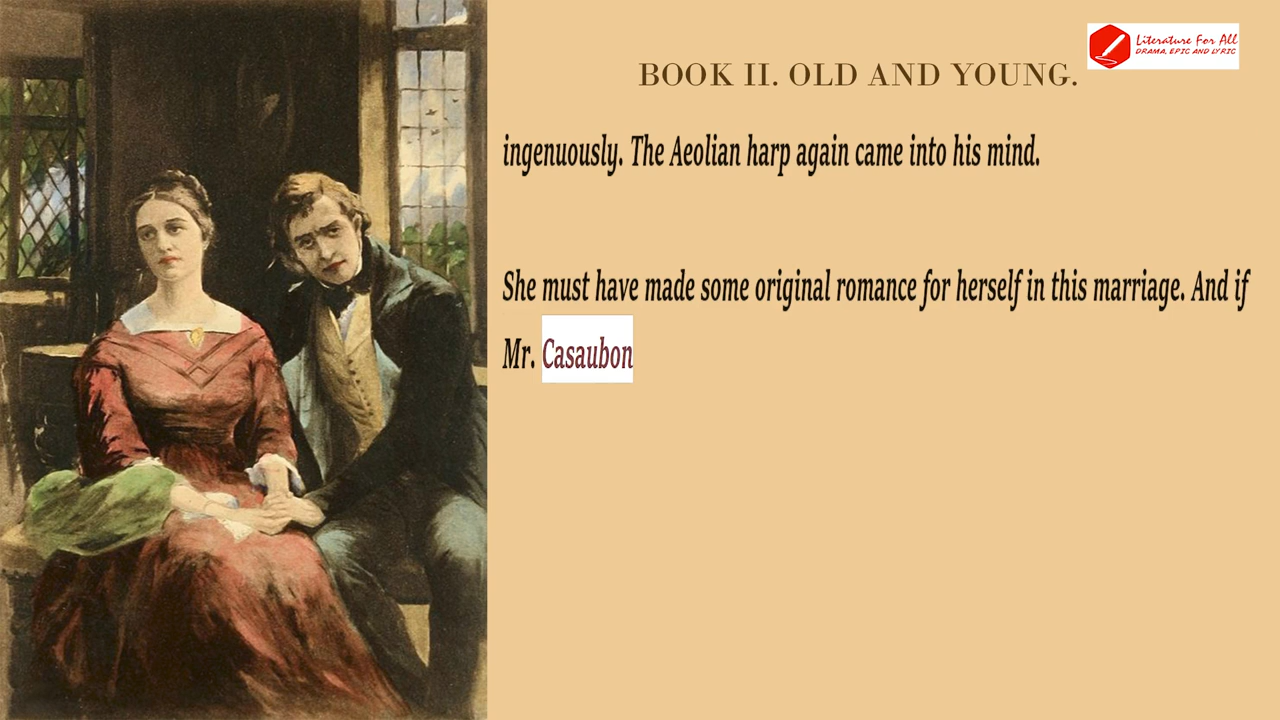 Literature For All
DRAMA, EPIC AND LYRIC
BOOK II. OLD AND YOUNG.
ingenuously. The Aeolian harp again came into his mind.
She must have made some original romance for herself in this marriage. And if
Mr. Casaubon